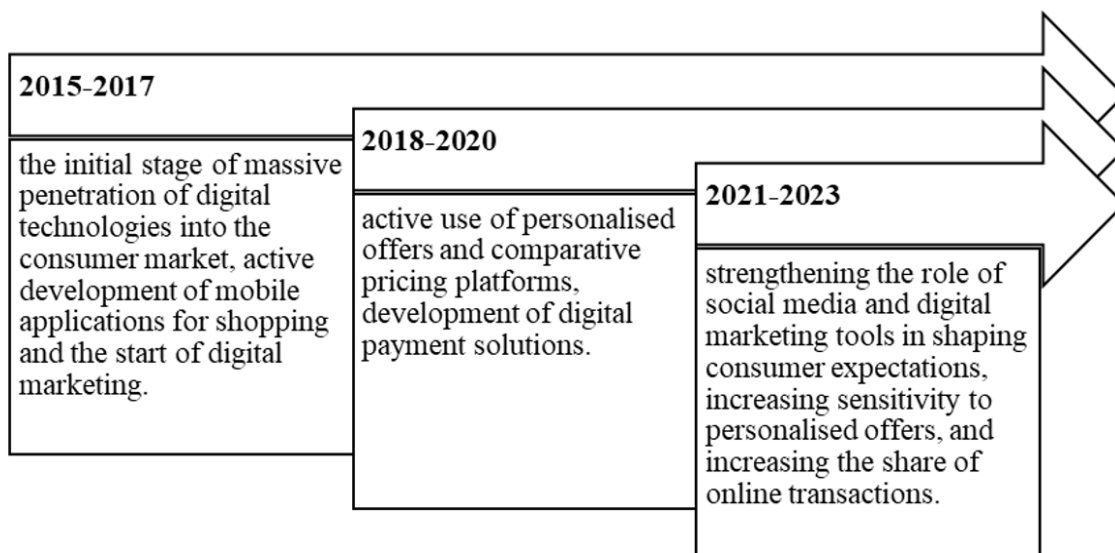 2015-2017
the initial stage of massive
penetration of digital
technologies into the
consumer market, active
development of mobile
applications for shopping
and the start of digital
marketing.
2018-2020
active use of personalised
offers and comparative
pricing platforms,
development of digital
payment solutions.
2021-2023
strengthening the role of
social media and digital
marketing tools in shaping
consumer expectations,
increasing sensitivity to
personalised offers, and
increasing the share of
online transactions.